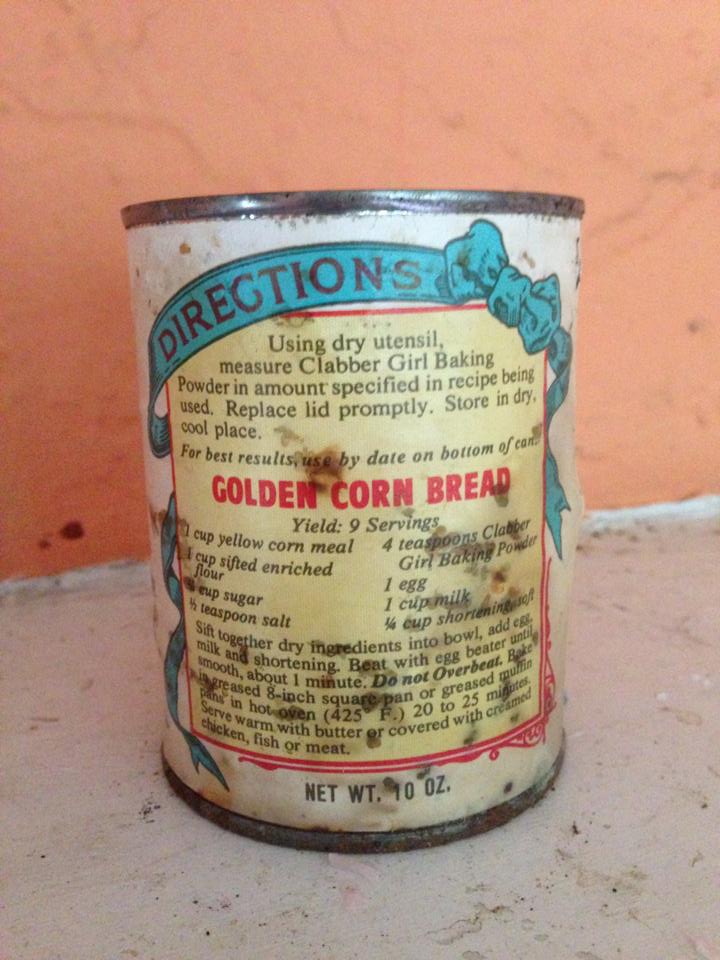 DIRECTIONS
Using dry utensil,
measure Clabber Girl Baking
Powder in amount specified in recipe being
used. Replace lid promptly. Store in dry,
cool place.
For best results, use by date on bottom of can.
GOLDEN CORN BREAD
Yield: 9 Servings
1 cup yellow corn meal
1 cup sifted enriched
flour
cup sugar
½ teaspoon salt
4 teaspoons Clabber
Girl Baking Powder
1 egg
1 cup milk
¼ cup shortening, soft
Sift together dry ingredients into bowl, add egg,
milk and shortening. Beat with egg beater until
smooth, about 1 minute. Do not Overbeat. Bake
in greased 8-inch square pan or greased muffin
pans in hot oven (425° F.) 20 to 25 minutes.
Serve warm with butter or covered with creamed
chicken, fish or meat.
NET WT. 10 OZ.